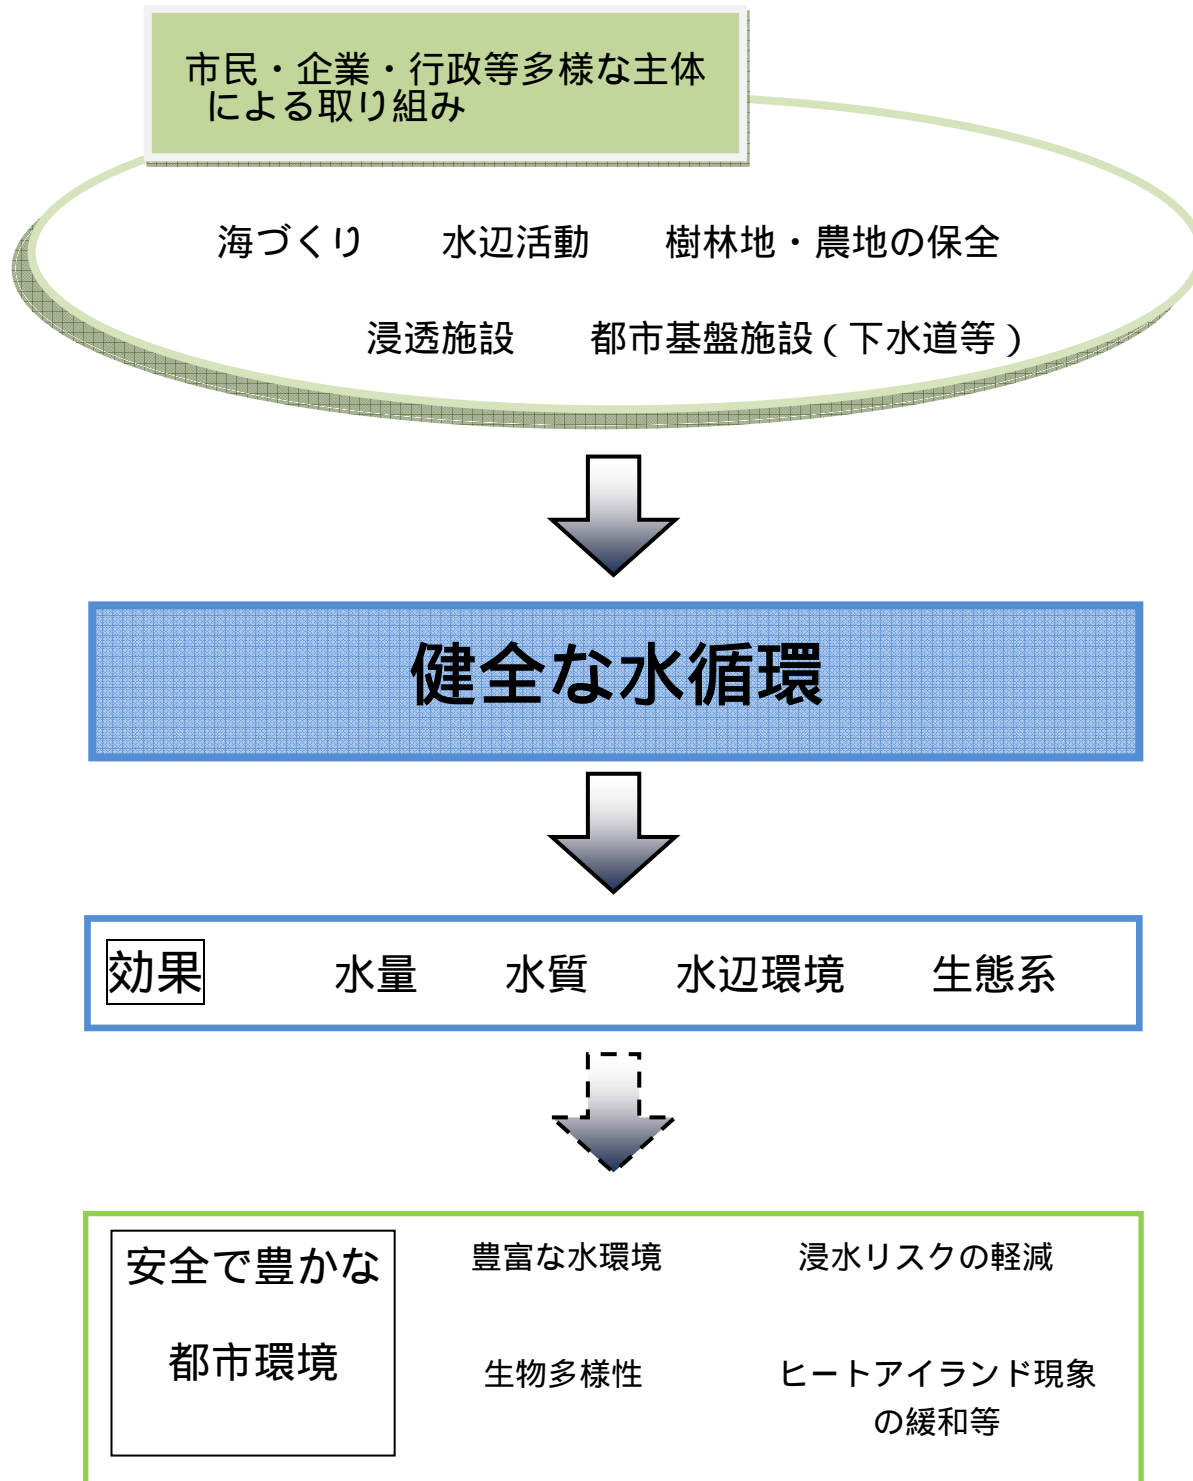 市民・企業・行政等多様な主体
による取り組み
海づくり 水辺活動 樹林地・農地の保全
浸透施設 都市基盤施設（下水道等）
健全な水循環
効果 水量 水質 水辺環境 生態系
安全で豊かな
都市環境
豊富な水環境 浸水リスクの軽減
生物多様性 ヒートアイランド現象
の緩和等